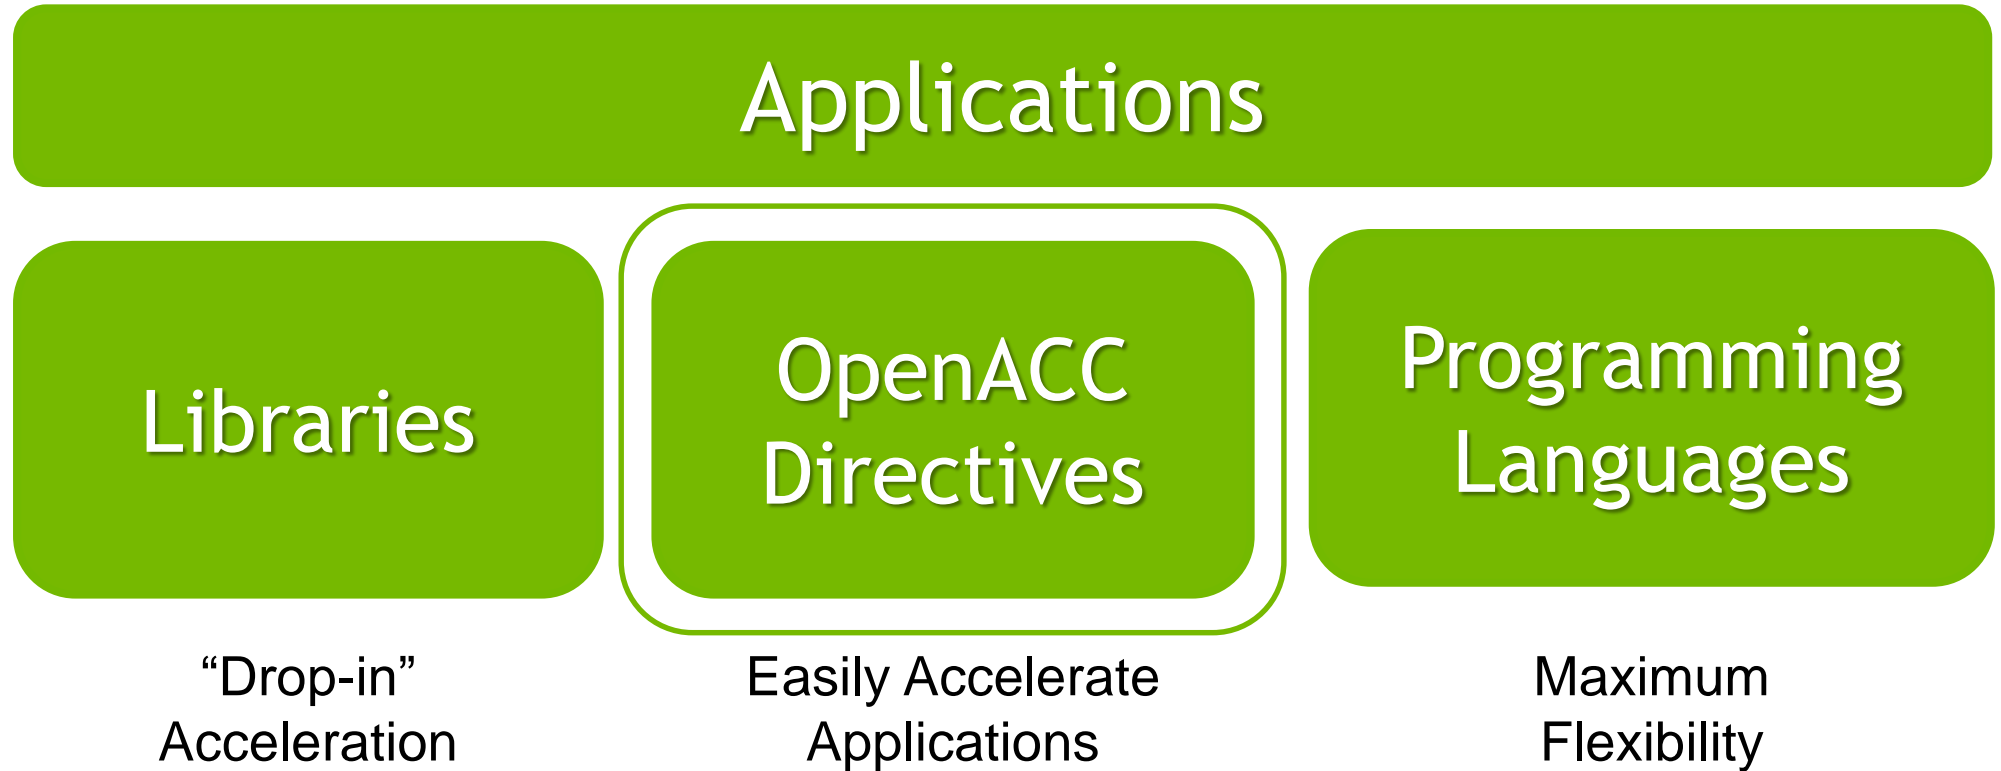 Applications
Libraries
OpenACC
Directives
Programming
Languages
“Drop-in”
Acceleration
Easily Accelerate
Applications
Maximum
Flexibility